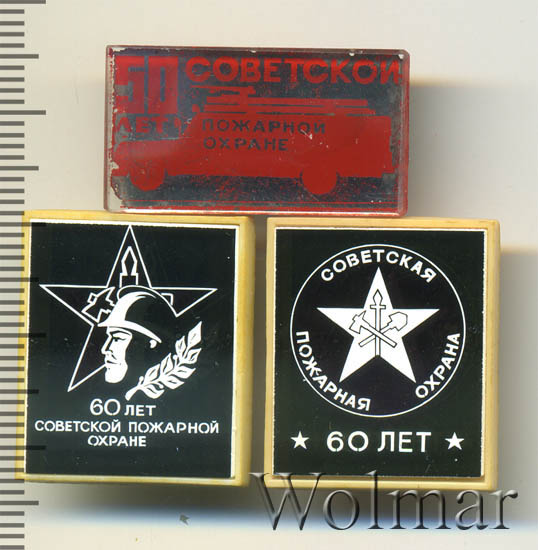 50 СОВЕТСКОЙ
ЛЕТ ПОЖАРНОЙ
ОХРАНЕ
60 ЛЕТ
СОВЕТСКОЙ ПОЖАРНОЙ
ОХРАНЕ
СОВЕТСКАЯ
ПОЖАРНАЯ ОХРАНА
★ 60 ЛЕТ ★
Wolmar